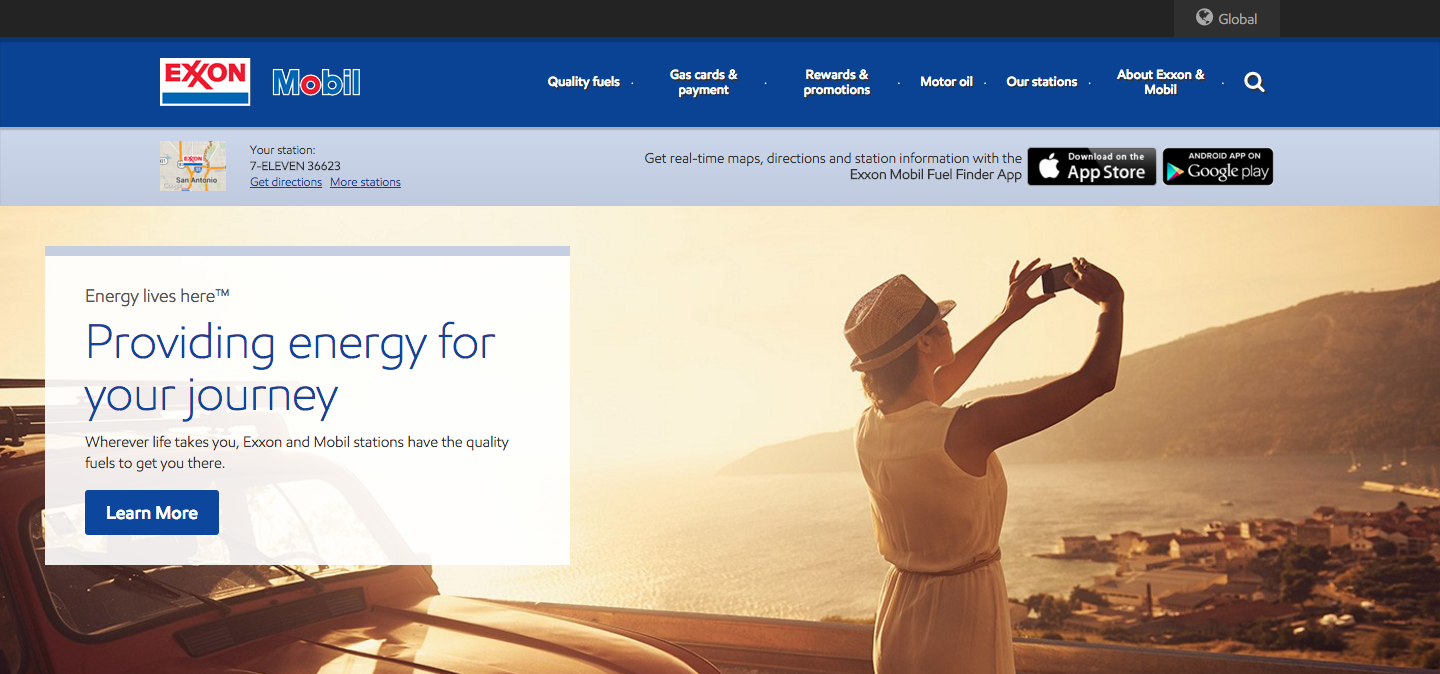 Global
EXXON
Mobil
Quality fuels
Gas cards &
payment
Rewards &
promotions
Motor oil
Our stations
About Exxon &
Mobil
EXXON
San Antonio
Your station:
7-ELEVEN 36623
Get directions More stations
Get real-time maps, directions and station information with the
Exxon Mobil Fuel Finder App
Download on the
App Store
ANDROID APP ON
Google play
Energy lives here™
Providing energy for
your journey
Wherever life takes you, Exxon and Mobil stations have the quality
fuels to get you there.
Learn More